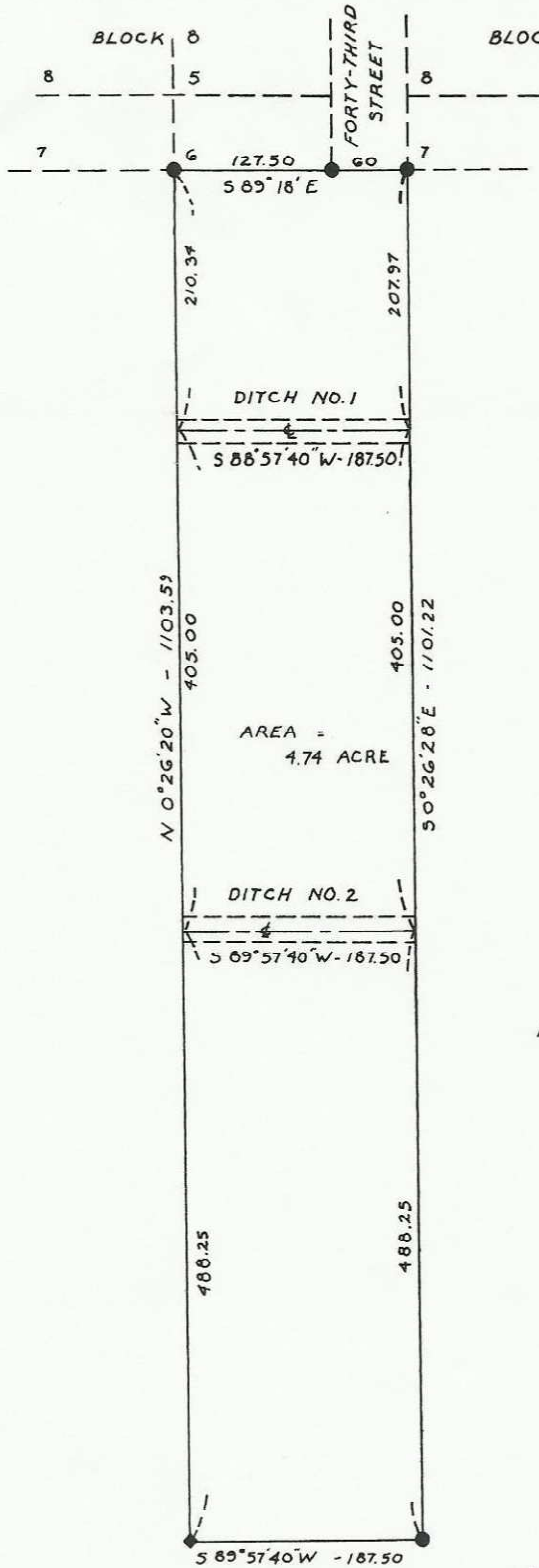 BLOCK 8
BLOC
8 5
FORTY-THIRD
STREET
8
7 6
127.50 60
7
S 89°18' E
210.34
207.97
DITCH NO. 1
℄
S 88°57'40"W-187.50
N 0°26'20"W - 1103.59
405.00
405.00
S 0°26'28"E - 1101.22
AREA =
4.74 ACRE
DITCH NO. 2
℄
S 89°57'40"W-187.50
488.25
488.25
S 89°57'40"W -187.50